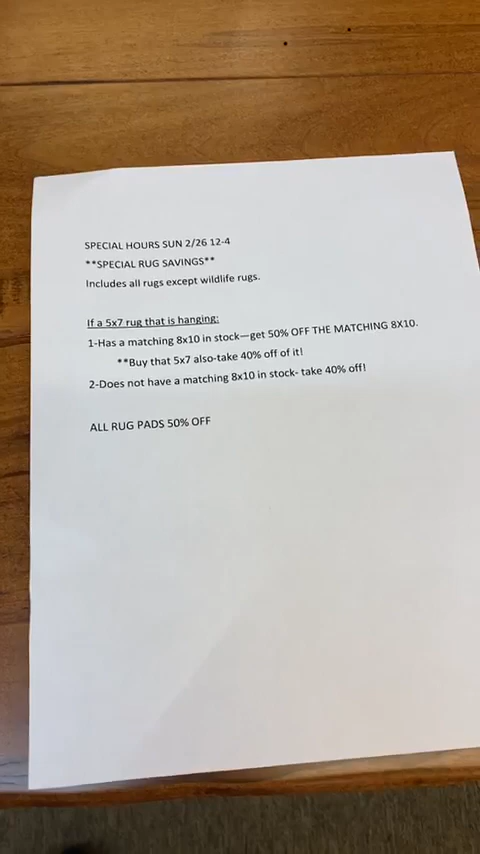 SPECIAL HOURS SUN 2/26 12-4
**SPECIAL RUG SAVINGS**
Includes all rugs except wildlife rugs.
If a 5x7 rug that is hanging:
1-Has a matching 8x10 in stock—get 50% OFF THE MATCHING 8X10.
**Buy that 5x7 also-take 40% off of it!
2-Does not have a matching 8x10 in stock- take 40% off!
ALL RUG PADS 50% OFF